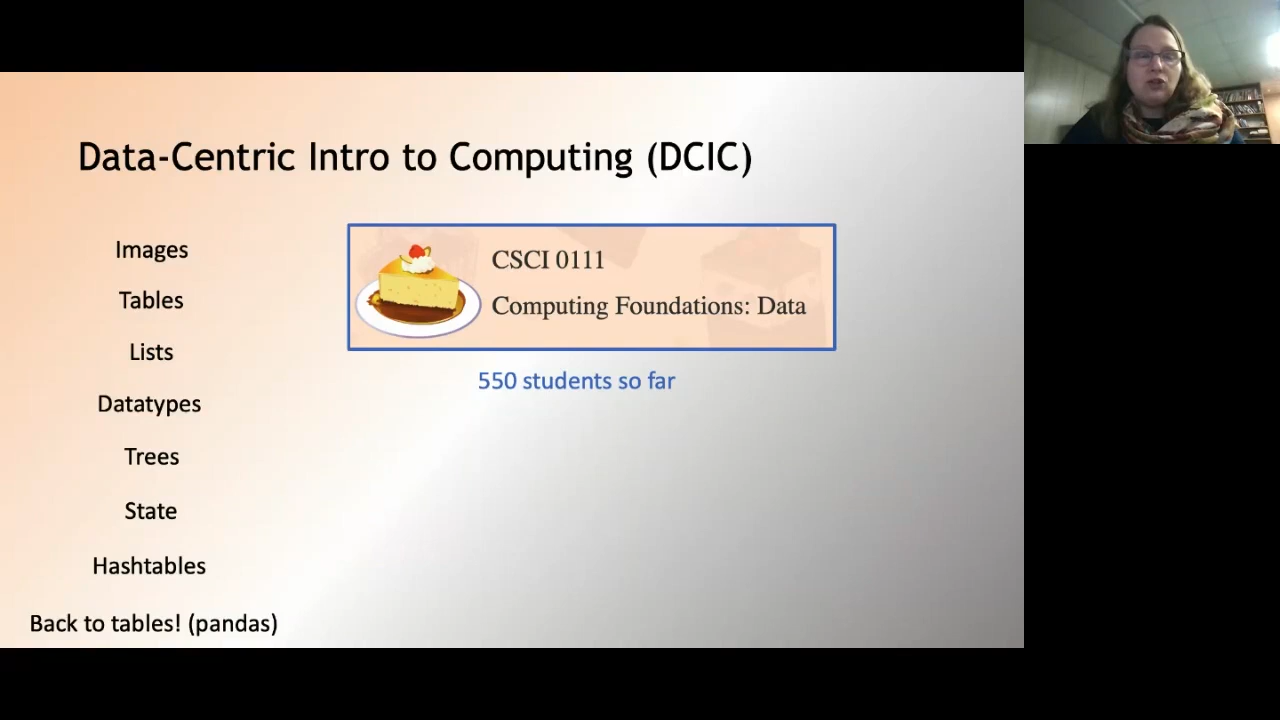 Data-Centric Intro to Computing (DCIC)
Images
Tables
Lists
Datatypes
Trees
State
Hashtables
Back to tables! (pandas)
CSCI 0111
Computing Foundations: Data
550 students so far